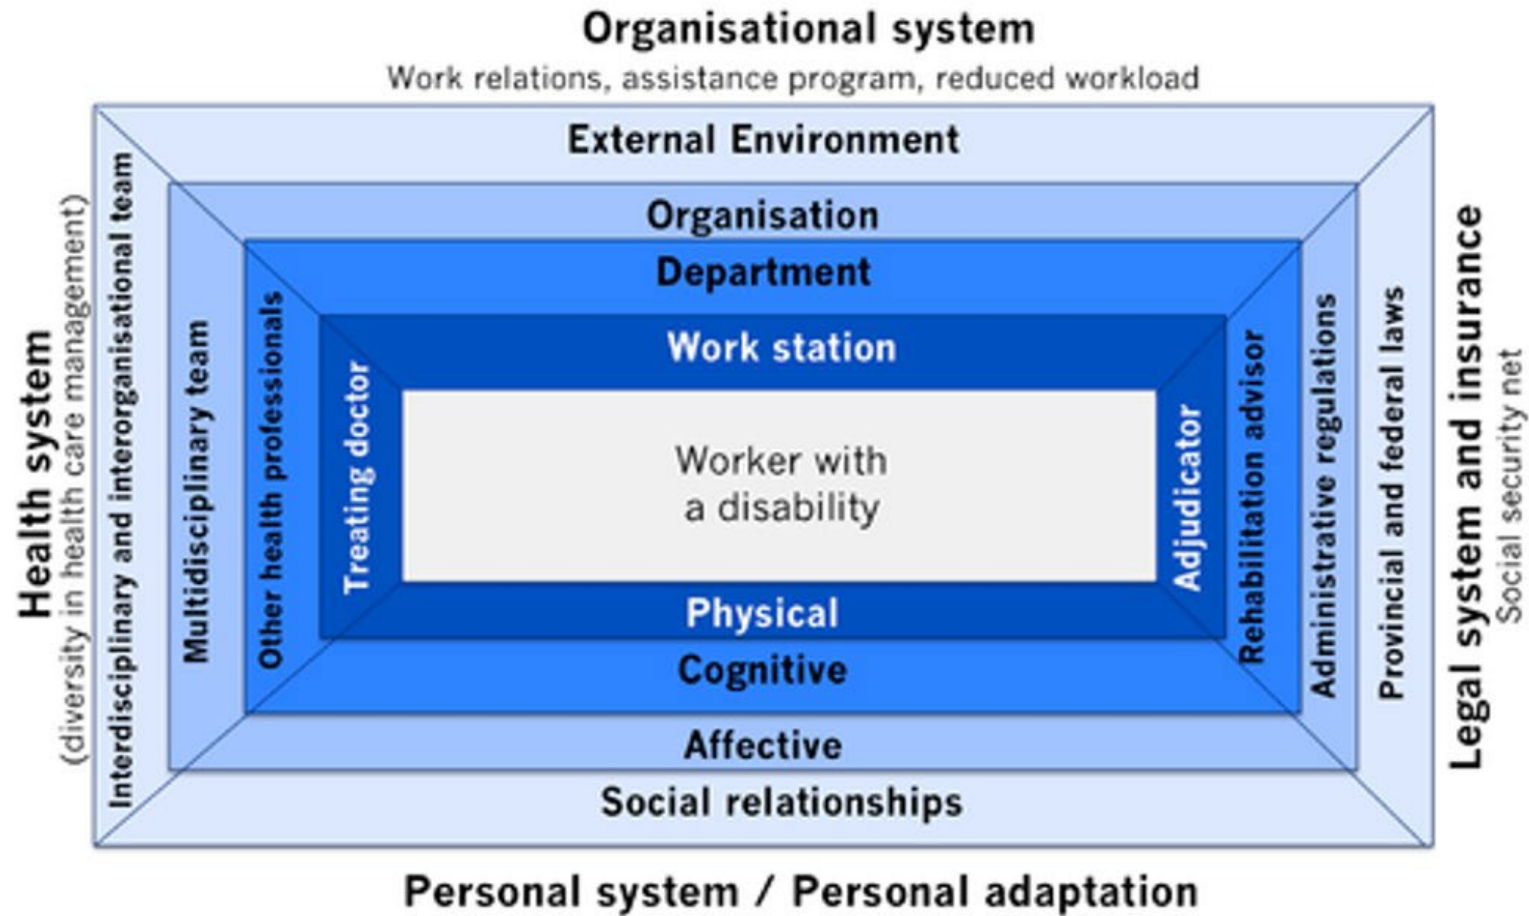 Organisational system
Work relations, assistance program, reduced workload
External Environment
Organisation
Department
Work station
Health system
(diversity in health care management)
Interdisciplinary and interorganisational team
Multidisciplinary team
Other health professionals
Treating doctor
Worker with
a disability
Adjudicator
Rehabilitation advisor
Administrative regulations
Provincial and federal laws
Legal system and insurance
Social security net
Physical
Cognitive
Affective
Social relationships
Personal system / Personal adaptation